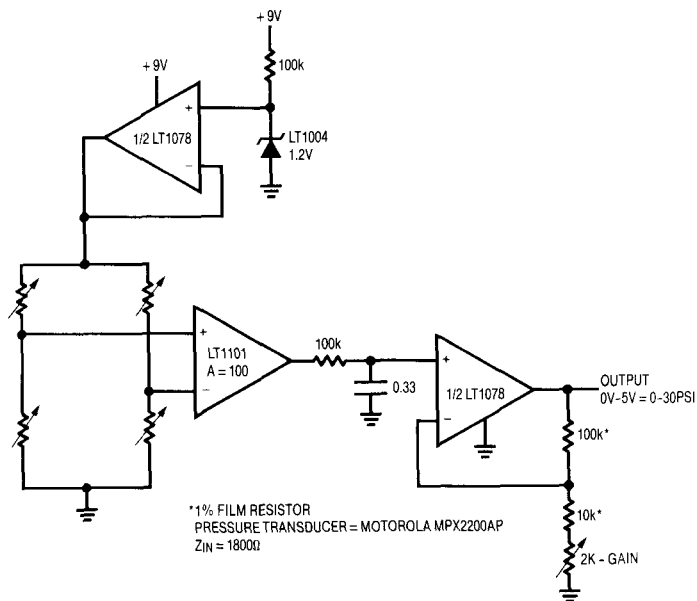 +9V
100k
+9V
+
1/2 LT1078
−
LT1004
1.2V
+
LT1101
A = 100
−
100k
0.33
+
1/2 LT1078
−
OUTPUT
0V–5V = 0-30PSI
100k*
10k*
2K – GAIN
*1% FILM RESISTOR
PRESSURE TRANSDUCER = MOTOROLA MPX2200AP
ZIN = 1800Ω